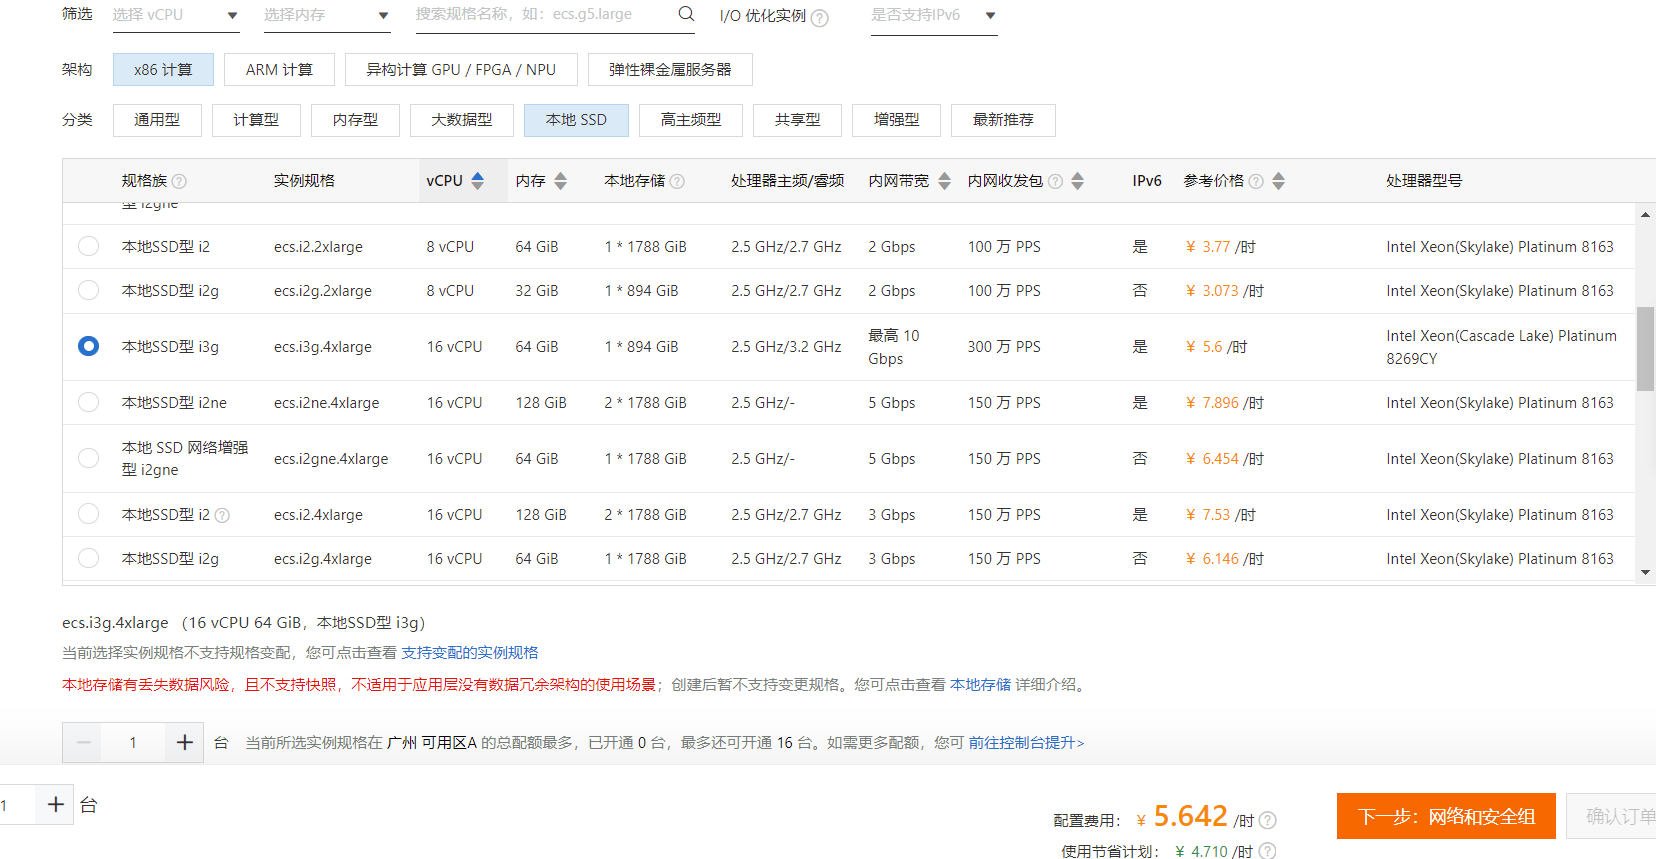 筛选 选择 vCPU 选择内存 搜索规格名称，如：ecs.g5.large I/O 优化实例 ? 是否支持IPv6
架构 x86 计算 ARM 计算 异构计算 GPU / FPGA / NPU 弹性裸金属服务器
分类 通用型 计算型 内存型 大数据型 本地 SSD 高主频型 共享型 增强型 最新推荐
规格族 ? 实例规格 vCPU 内存 本地存储 ? 处理器主频/睿频 内网带宽 内网收发包 ? IPv6 参考价格 ? 处理器型号
型 i2gne
本地SSD型 i2 ecs.i2.2xlarge 8 vCPU 64 GiB 1 * 1788 GiB 2.5 GHz/2.7 GHz 2 Gbps 100 万 PPS 是 ¥ 3.77 /时 Intel Xeon(Skylake) Platinum 8163
本地SSD型 i2g ecs.i2g.2xlarge 8 vCPU 32 GiB 1 * 894 GiB 2.5 GHz/2.7 GHz 2 Gbps 100 万 PPS 否 ¥ 3.073 /时 Intel Xeon(Skylake) Platinum 8163
本地SSD型 i3g ecs.i3g.4xlarge 16 vCPU 64 GiB 1 * 894 GiB 2.5 GHz/3.2 GHz 最高 10 Gbps 300 万 PPS 是 ¥ 5.6 /时 Intel Xeon(Cascade Lake) Platinum 8269CY
本地SSD型 i2ne ecs.i2ne.4xlarge 16 vCPU 128 GiB 2 * 1788 GiB 2.5 GHz/- 5 Gbps 150 万 PPS 是 ¥ 7.896 /时 Intel Xeon(Skylake) Platinum 8163
本地 SSD 网络增强型 i2gne ecs.i2gne.4xlarge 16 vCPU 64 GiB 1 * 1788 GiB 2.5 GHz/- 5 Gbps 150 万 PPS 否 ¥ 6.454 /时 Intel Xeon(Skylake) Platinum 8163
本地SSD型 i2 ? ecs.i2.4xlarge 16 vCPU 128 GiB 2 * 1788 GiB 2.5 GHz/2.7 GHz 3 Gbps 150 万 PPS 是 ¥ 7.53 /时 Intel Xeon(Skylake) Platinum 8163
本地SSD型 i2g ecs.i2g.4xlarge 16 vCPU 64 GiB 1 * 1788 GiB 2.5 GHz/2.7 GHz 3 Gbps 150 万 PPS 否 ¥ 6.146 /时 Intel Xeon(Skylake) Platinum 8163
ecs.i3g.4xlarge （16 vCPU 64 GiB，本地SSD型 i3g）
当前选择实例规格不支持规格变配，您可点击查看 支持变配的实例规格
本地存储有丢失数据风险，且不支持快照，不适用于应用层没有数据冗余架构的使用场景；创建后暂不支持变更规格。您可点击查看 本地存储 详细介绍。
— 1 + 台 当前所选实例规格在 广州 可用区A 的总配额最多，已开通 0 台，最多还可开通 16 台。如需更多配额，您可 前往控制台提升>
1 + 台
配置费用： ¥ 5.642 /时 ? 下一步：网络和安全组 确认订单
使用节省计划： ¥ 4.710 /时 ?